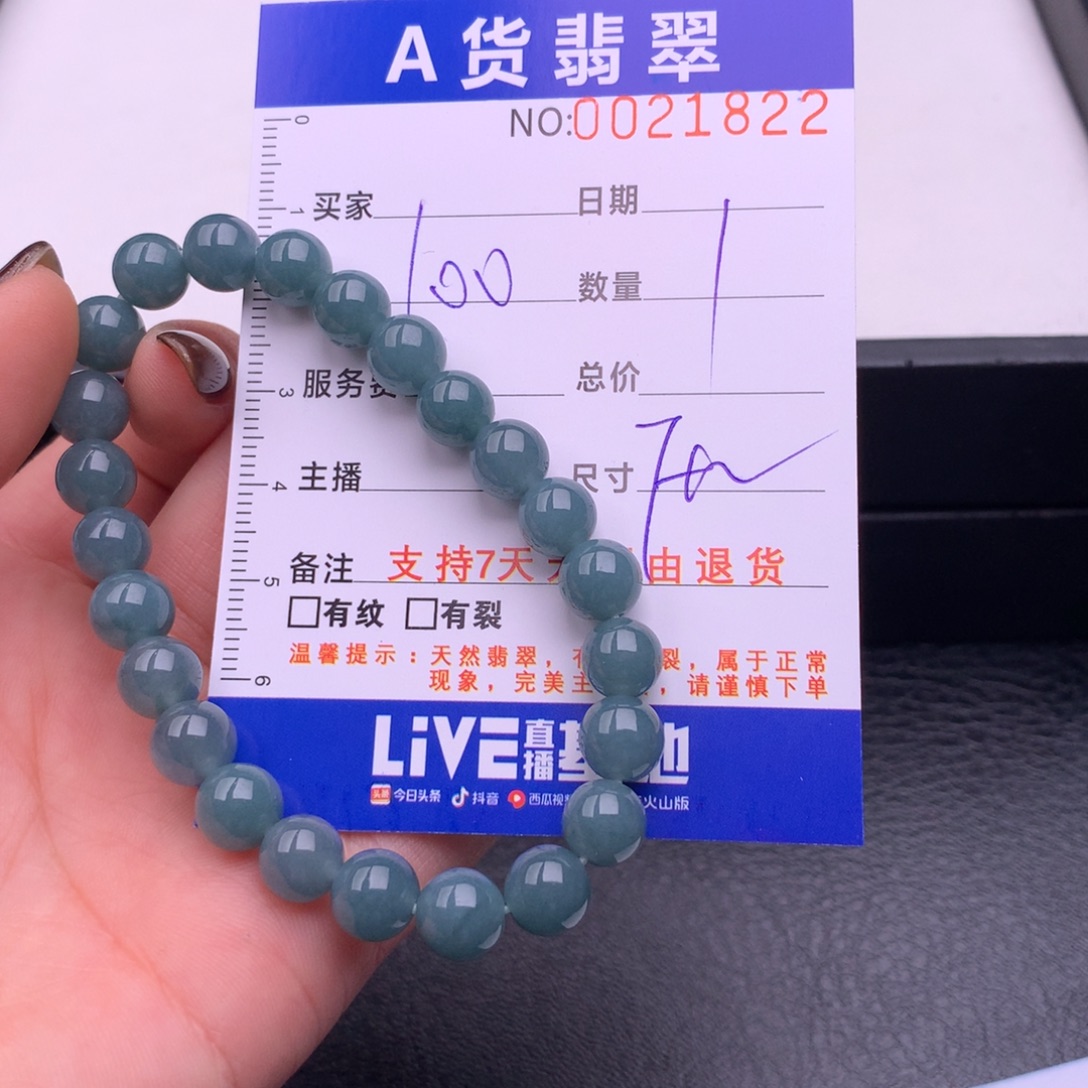 A货翡翠
NO:0021822
0
1 买家 日期
100 数量 1
3 服务 总价
4 主播 尺寸
5 备注 支持7天 由退货
□有纹 □有裂
温馨提示：天然翡翠， 裂，属于正常
6 现象，完美主 ，请谨慎下单
LiVE 直播基地
头条 今日头条 抖音 西瓜视 火山版